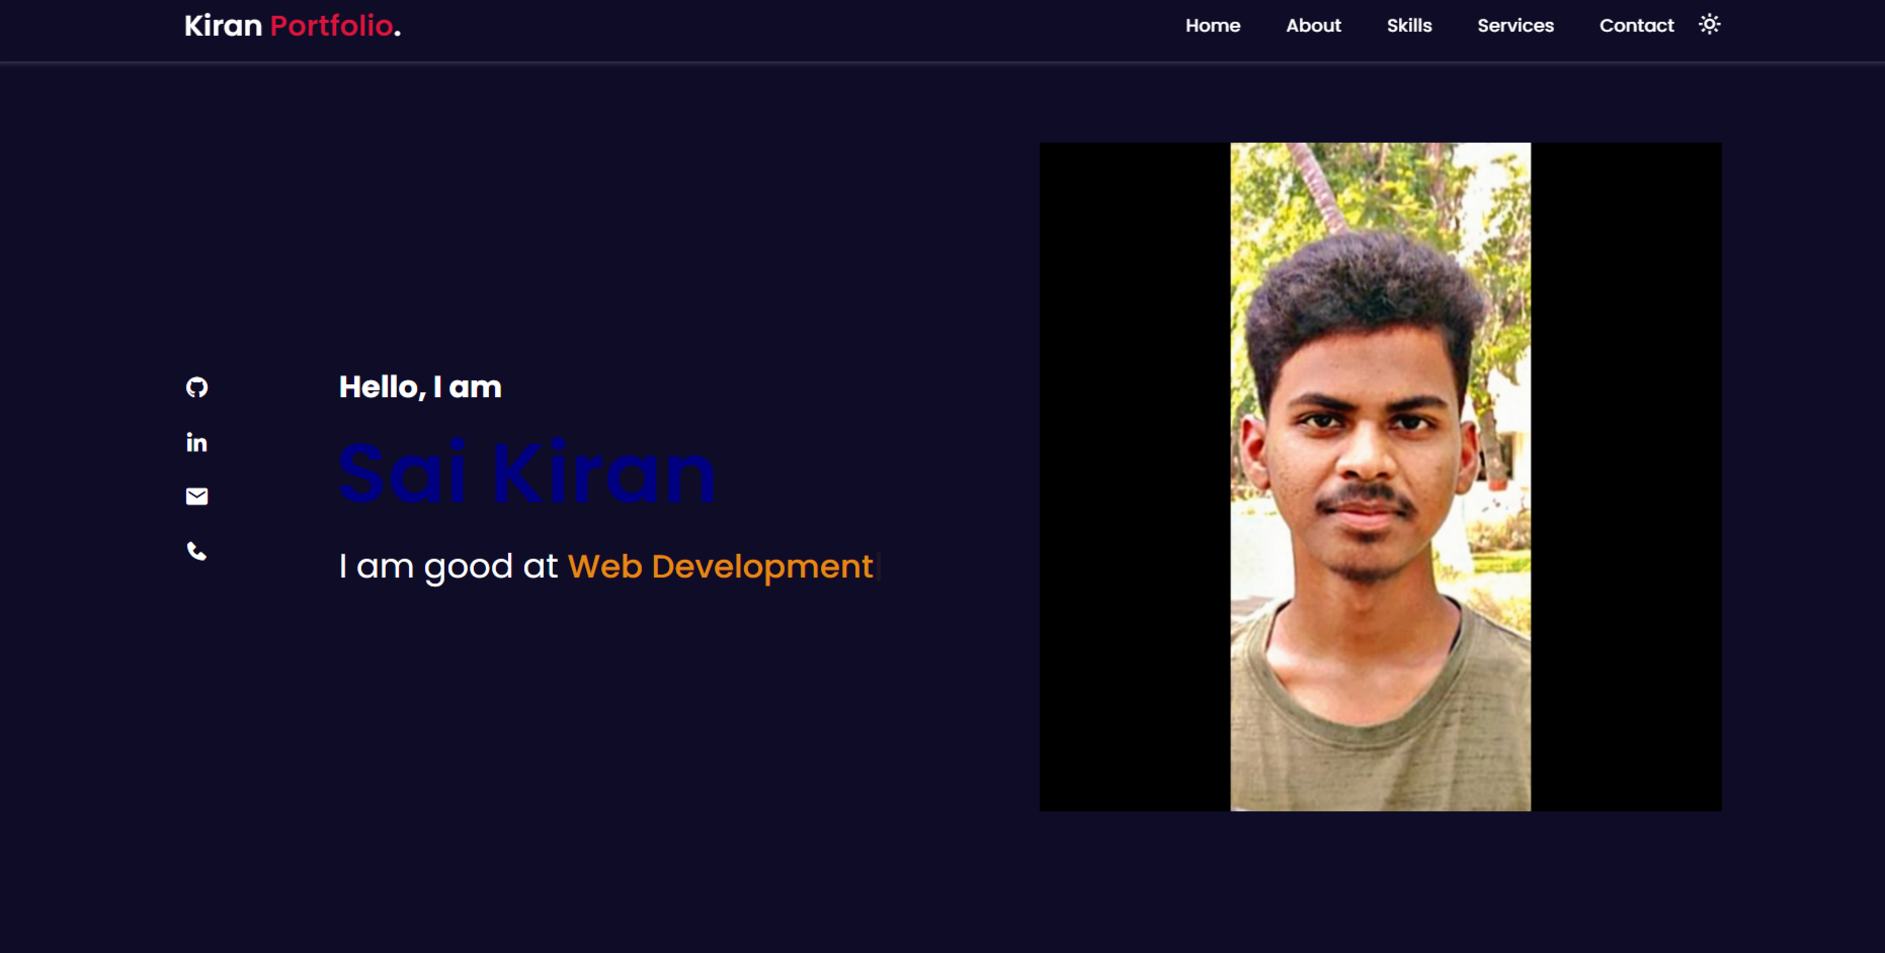 Kiran Portfolio.
Home About Skills Services Contact
Hello, I am
Sai Kiran
I am good at Web Development